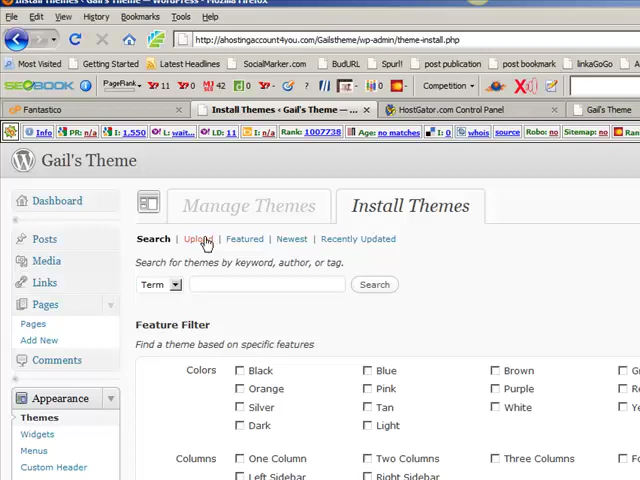 Install Themes ‹ Gail's Theme — WordPress - Mozilla Firefox
File Edit View History Bookmarks Tools Help
http://ahostingaccount4you.com/Gailstheme/wp-admin/theme-install.php
Most Visited Getting Started Latest Headlines SocialMarker.com BudURL Spurl! post publication post bookmark linkaGoGo
SEOBOOK PageRank 11 0 42 0 Competition
Fantastico Install Themes ‹ Gail's Theme — ... HostGator.com Control Panel Gail's Theme
Info PR: n/a I: 1,550 L: wait... LD: 11 I: n/a Rank: 1007738 Age: no matches I: 0 whois source Robo: no Sitemap: no
Gail's Theme
Dashboard
Posts
Media
Links
Pages
Pages
Add New
Comments
Appearance
Themes
Widgets
Menus
Custom Header
Manage Themes Install Themes
Search | Upload | Featured | Newest | Recently Updated
Search for themes by keyword, author, or tag.
Term Search
Feature Filter
Find a theme based on specific features
Colors Black Blue Brown
Orange Pink Purple
Silver Tan White
Dark Light
Columns One Column Two Columns Three Columns
Left Sidebar Right Sidebar